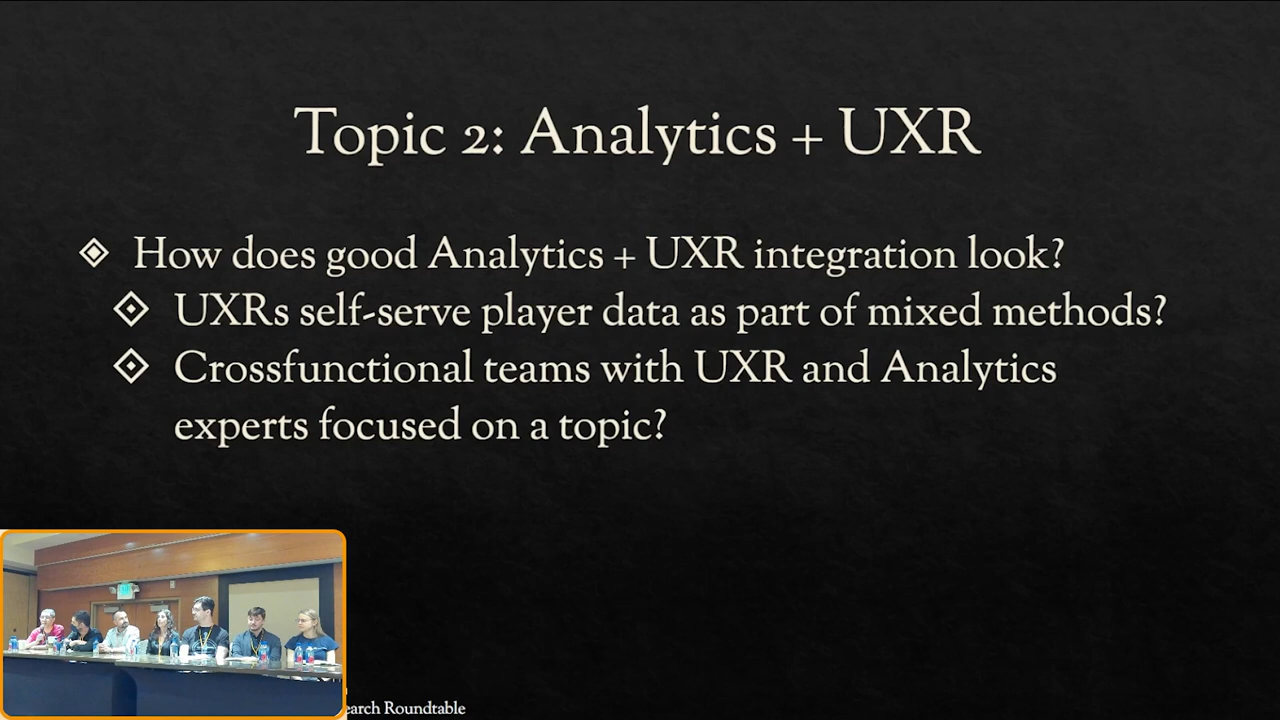 Topic 2: Analytics + UXR
How does good Analytics + UXR integration look?
UXRs self-serve player data as part of mixed methods?
Crossfunctional teams with UXR and Analytics
experts focused on a topic?
earch Roundtable